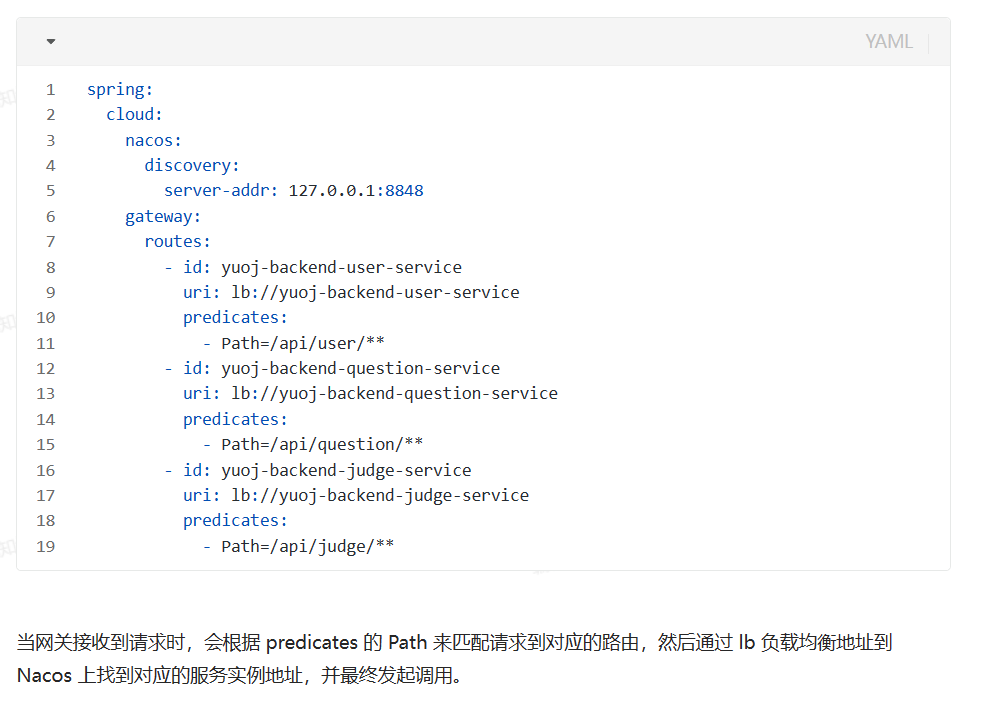 YAML
1 spring:
2   cloud:
3     nacos:
4       discovery:
5         server-addr: 127.0.0.1:8848
6     gateway:
7       routes:
8         - id: yuoj-backend-user-service
9           uri: lb://yuoj-backend-user-service
10           predicates:
11             - Path=/api/user/**
12         - id: yuoj-backend-question-service
13           uri: lb://yuoj-backend-question-service
14           predicates:
15             - Path=/api/question/**
16         - id: yuoj-backend-judge-service
17           uri: lb://yuoj-backend-judge-service
18           predicates:
19             - Path=/api/judge/**
当网关接收到请求时，会根据 predicates 的 Path 来匹配请求到对应的路由，然后通过 lb 负载均衡地址到
Nacos 上找到对应的服务实例地址，并最终发起调用。